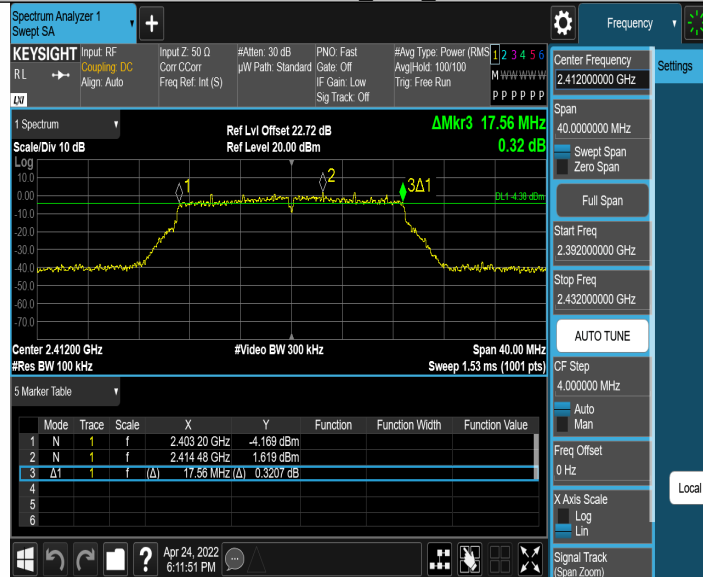 Spectrum Analyzer 1
Swept SA
Frequency
KEYSIGHT
RL
LXI
Input: RF
Coupling: DC
Align: Auto
Input Z: 50 Ω
Corr CCorr
Freq Ref: Int (S)
#Atten: 30 dB
µW Path: Standard
PNO: Fast
Gate: Off
IF Gain: Low
Sig Track: Off
#Avg Type: Power (RMS
Avg|Hold: 100/100
Trig: Free Run
1 2 3 4 5 6
M W W W W W
P P P P P P
1 Spectrum
Scale/Div 10 dB
Ref Lvl Offset 22.72 dB
Ref Level 20.00 dBm
ΔMkr3 17.56 MHz
0.32 dB
Log
10.0
0.00
-10.0
-20.0
-30.0
-40.0
-50.0
-60.0
-70.0
1
2
3Δ1
DL1 -4.38 dBm
Center 2.41200 GHz
#Video BW 300 kHz
Span 40.00 MHz
#Res BW 100 kHz
Sweep 1.53 ms (1001 pts)
5 Marker Table
Mode Trace Scale X Y Function Function Width Function Value
1 N 1 f 2.403 20 GHz -4.169 dBm
2 N 1 f 2.414 48 GHz 1.619 dBm
3 Δ1 1 f (Δ) 17.56 MHz (Δ) 0.3207 dB
4
5
6
Apr 24, 2022
6:11:51 PM
?
Center Frequency
2.412000000 GHz
Settings
Span
40.0000000 MHz
Swept Span
Zero Span
Full Span
Start Freq
2.392000000 GHz
Stop Freq
2.432000000 GHz
AUTO TUNE
CF Step
4.000000 MHz
Auto
Man
Freq Offset
0 Hz
Local
X Axis Scale
Log
Lin
Signal Track
(Span Zoom)